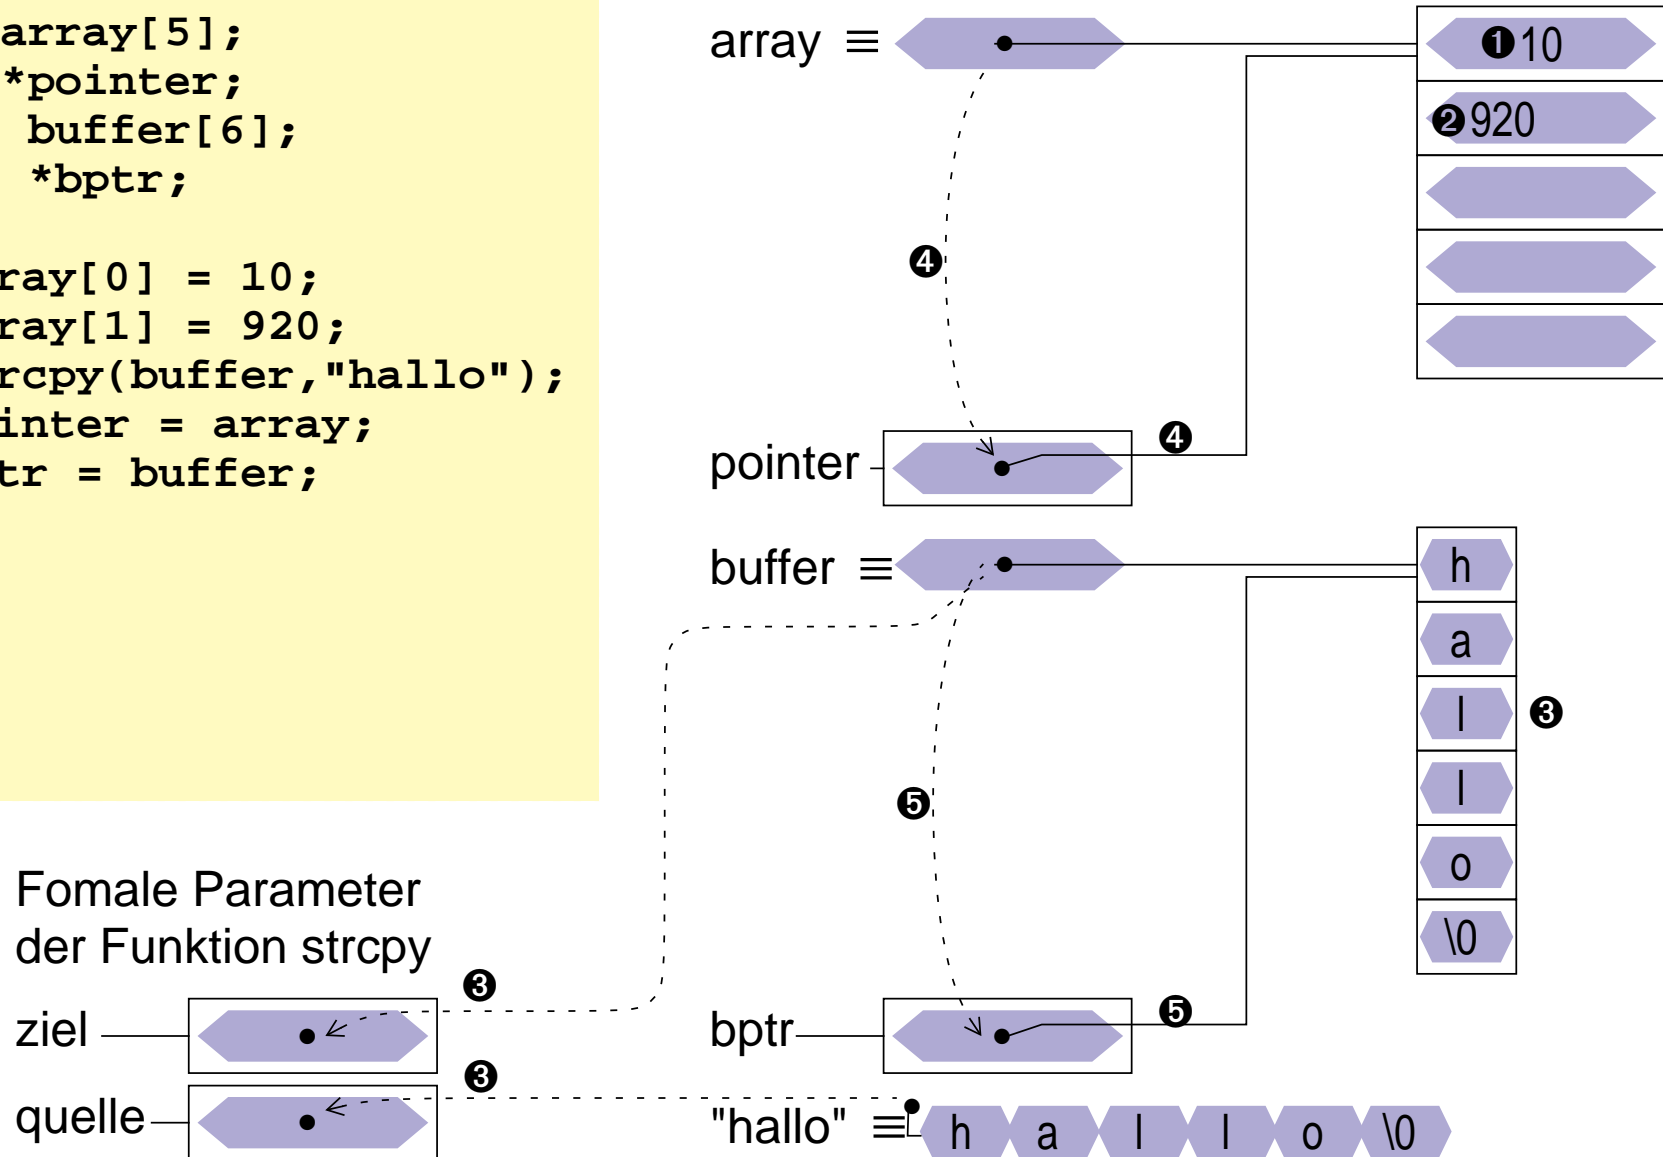 array[5];
*pointer;
buffer[6];
*bptr;
ray[0] = 10;
ray[1] = 920;
rcpy(buffer,"hallo");
inter = array;
tr = buffer;
array ≡
❶10
❷920
❹
pointer
❹
buffer ≡
h
a
l
❸
l
o
\0
❺
Fomale Parameter
der Funktion strcpy
❸
ziel
bptr
❺
❸
quelle
"hallo" ≡ h a l l o \0